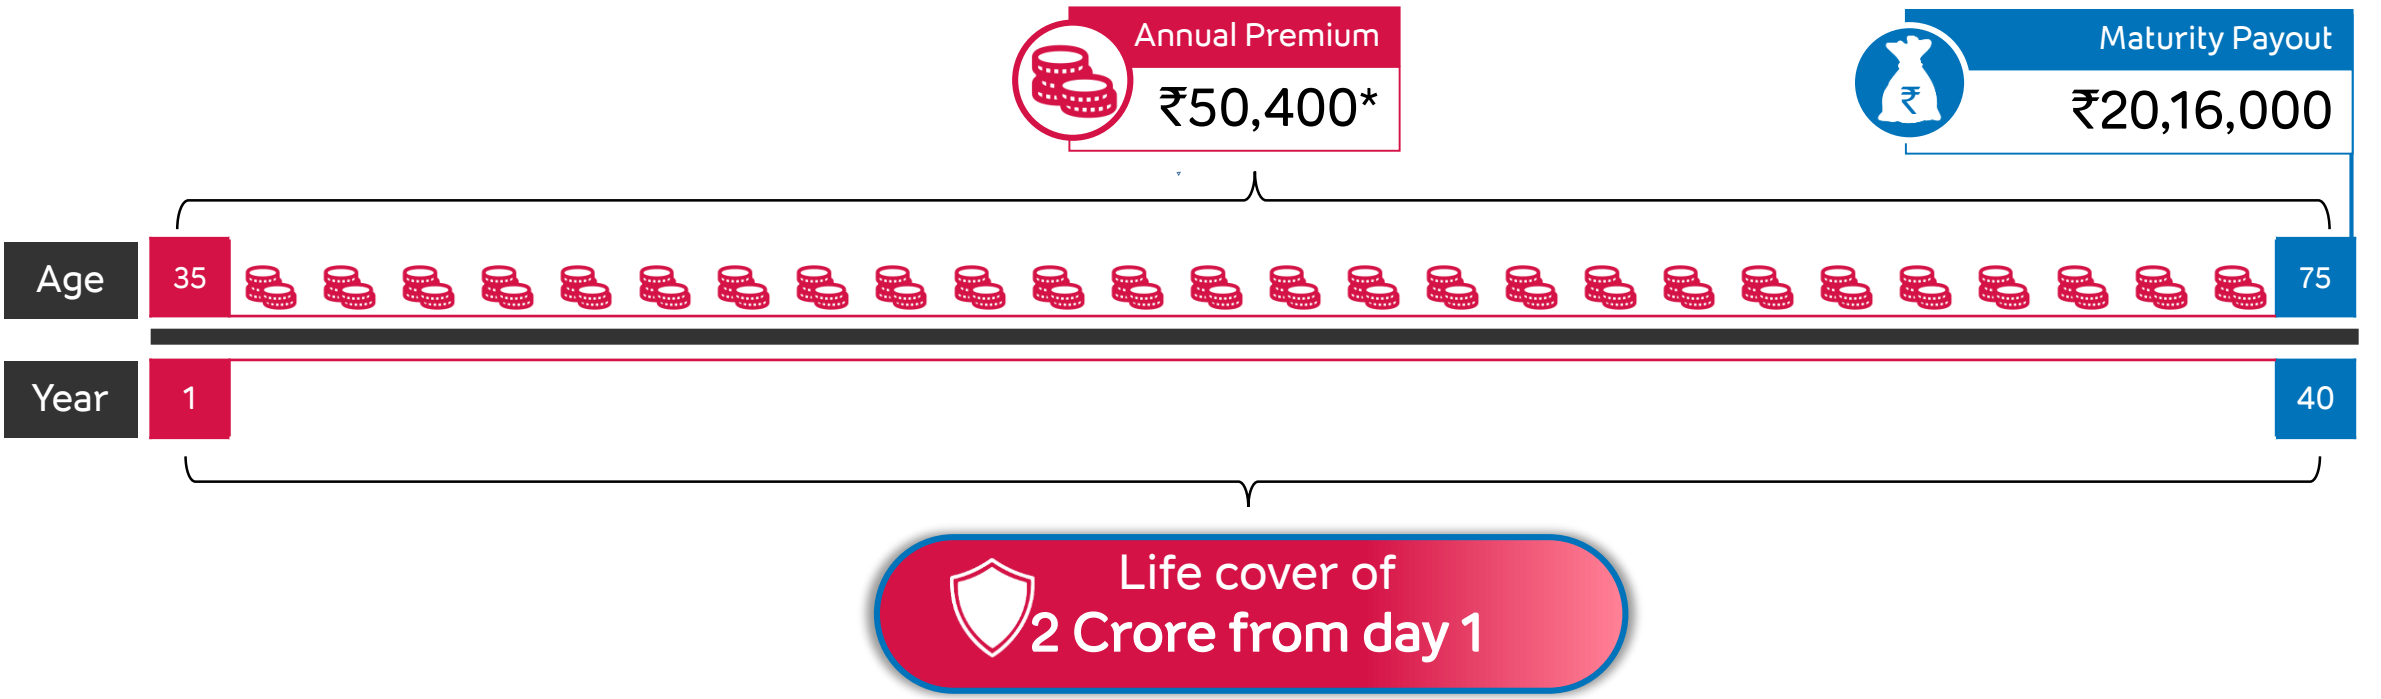 Annual Premium
₹50,400*
Maturity Payout
₹
₹20,16,000
Age
35
75
Year
1
40
Life cover of
2 Crore from day 1